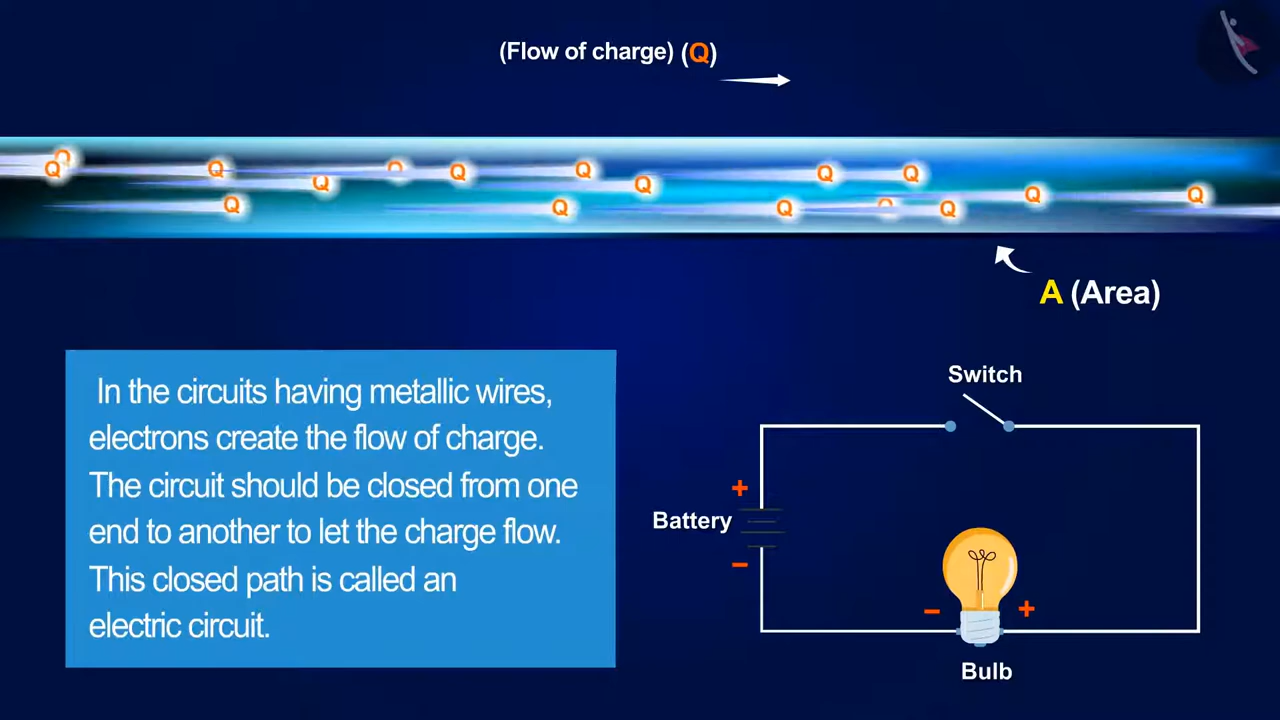 (Flow of charge) (Q)
Q Q Q Q Q Q Q Q Q Q Q Q Q Q Q Q Q Q
A (Area)
In the circuits having metallic wires,
electrons create the flow of charge.
The circuit should be closed from one
end to another to let the charge flow.
This closed path is called an
electric circuit.
Switch
+
Battery
−
− +
Bulb